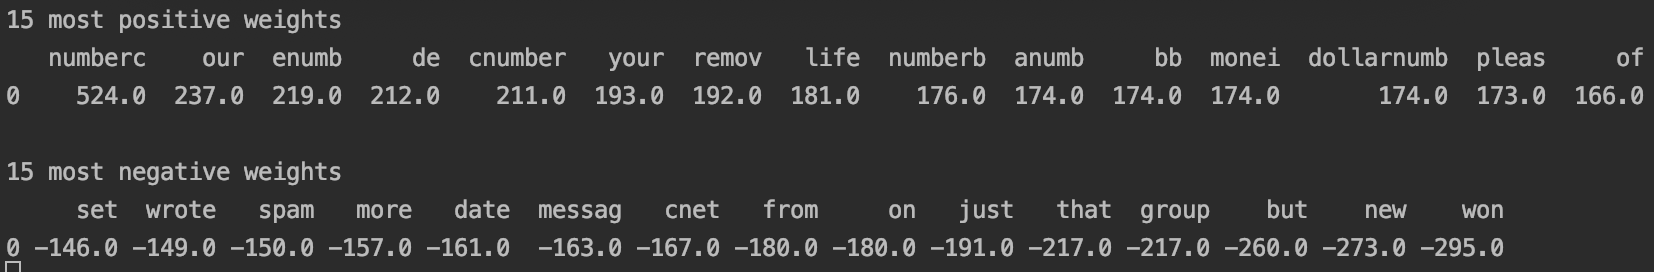 15 most positive weights
numberc our enumb de cnumber your remov life numberb anumb bb monei dollarnumb pleas of
0 524.0 237.0 219.0 212.0 211.0 193.0 192.0 181.0 176.0 174.0 174.0 174.0 174.0 173.0 166.0
15 most negative weights
set wrote spam more date messag cnet from on just that group but new won
0 -146.0 -149.0 -150.0 -157.0 -161.0 -163.0 -167.0 -180.0 -180.0 -191.0 -217.0 -217.0 -260.0 -273.0 -295.0